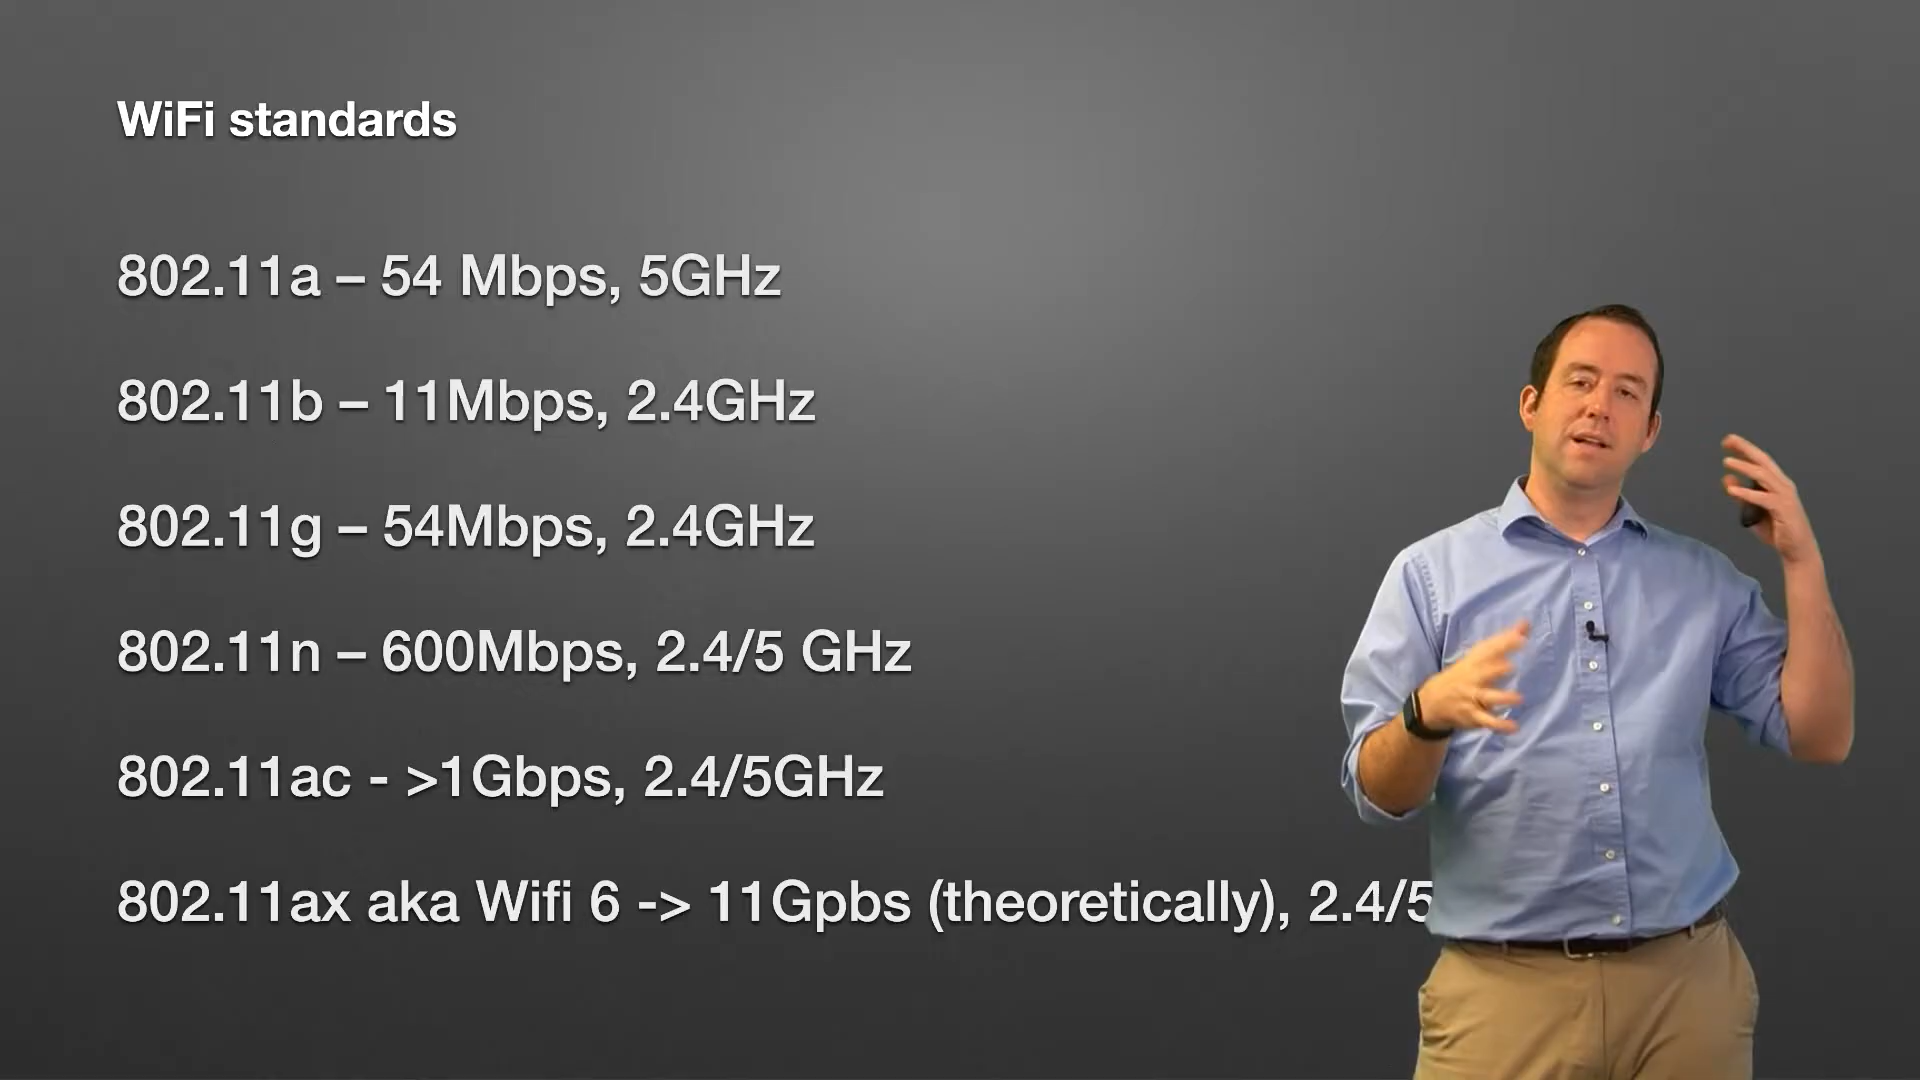 WiFi standards
802.11a – 54 Mbps, 5GHz
802.11b – 11Mbps, 2.4GHz
802.11g – 54Mbps, 2.4GHz
802.11n – 600Mbps, 2.4/5 GHz
802.11ac - >1Gbps, 2.4/5GHz
802.11ax aka Wifi 6 -> 11Gpbs (theoretically), 2.4/5